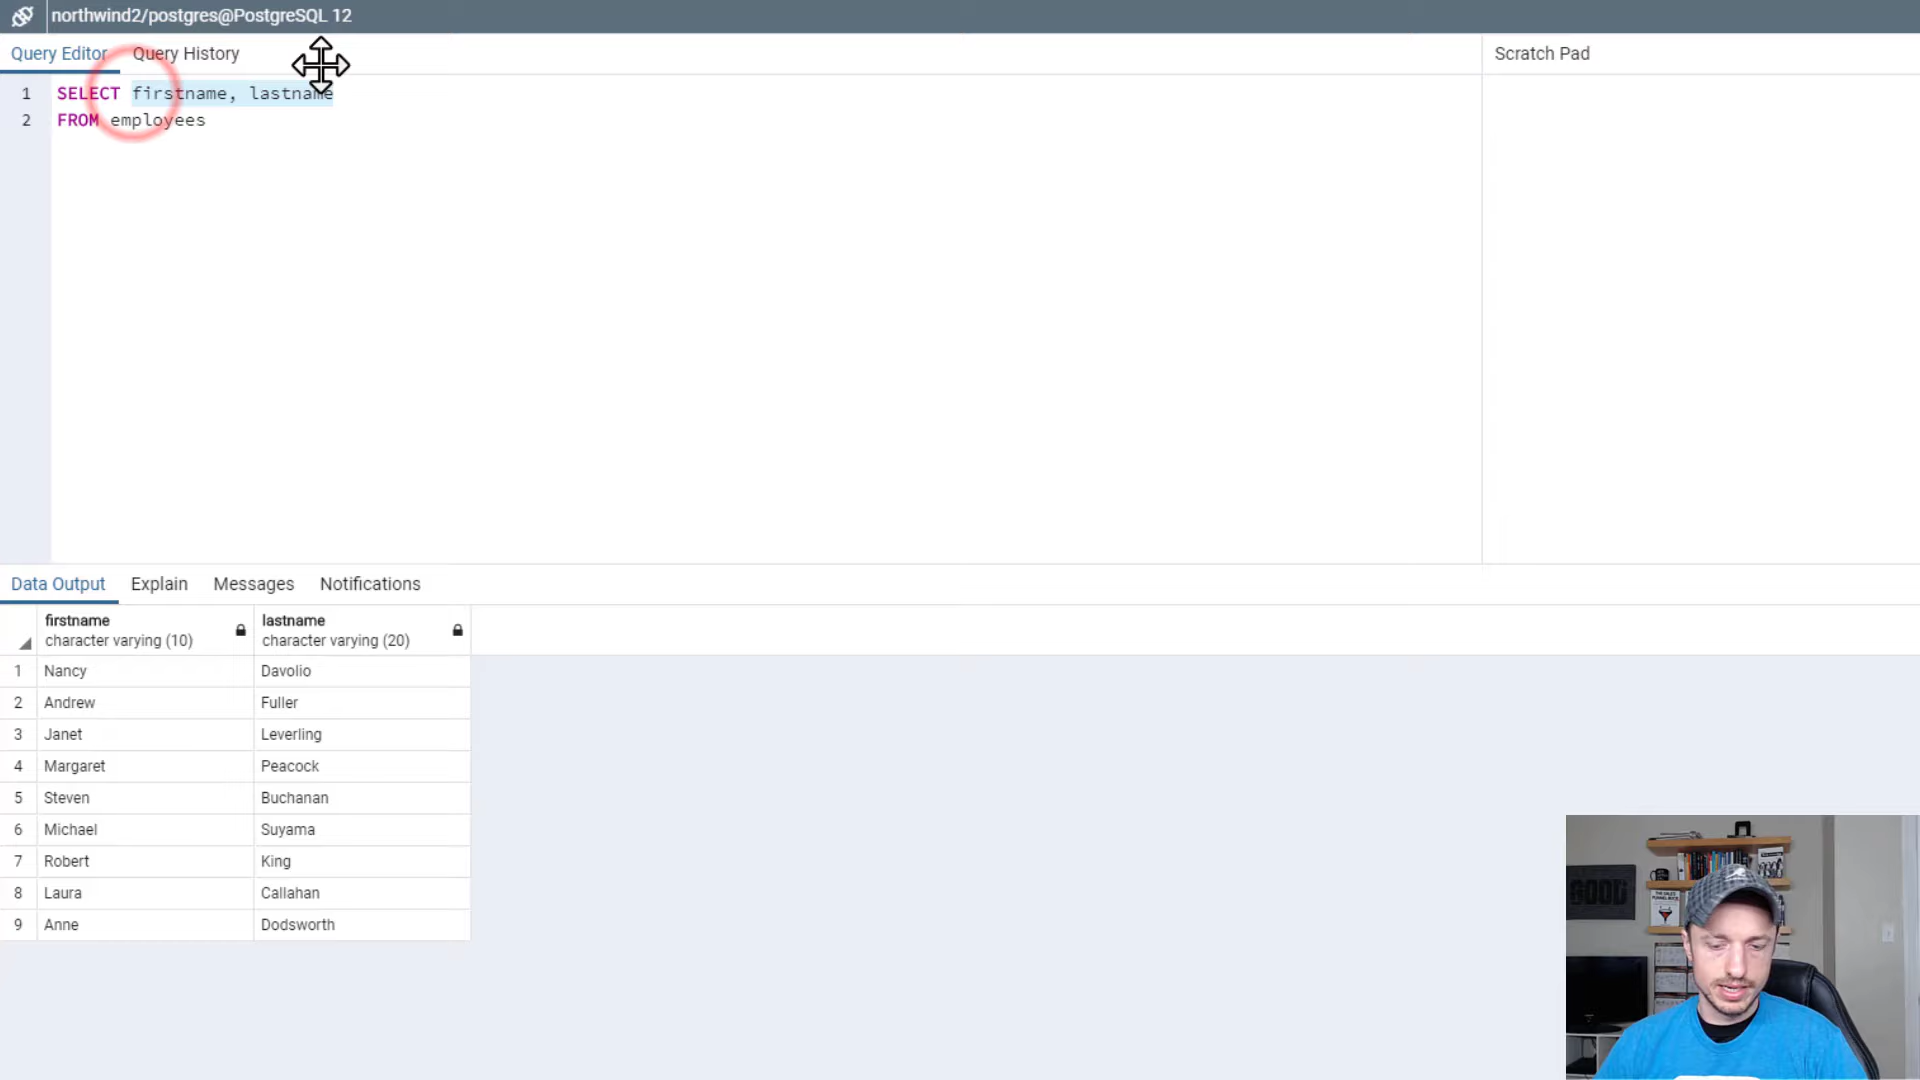 northwind2/postgres@PostgreSQL 12
Query Editor Query History
Scratch Pad
1 SELECT firstname, lastname
2 FROM employees
Data Output Explain Messages Notifications
firstname lastname
character varying (10) character varying (20)
1 Nancy Davolio
2 Andrew Fuller
3 Janet Leverling
4 Margaret Peacock
5 Steven Buchanan
6 Michael Suyama
7 Robert King
8 Laura Callahan
9 Anne Dodsworth
GOOD